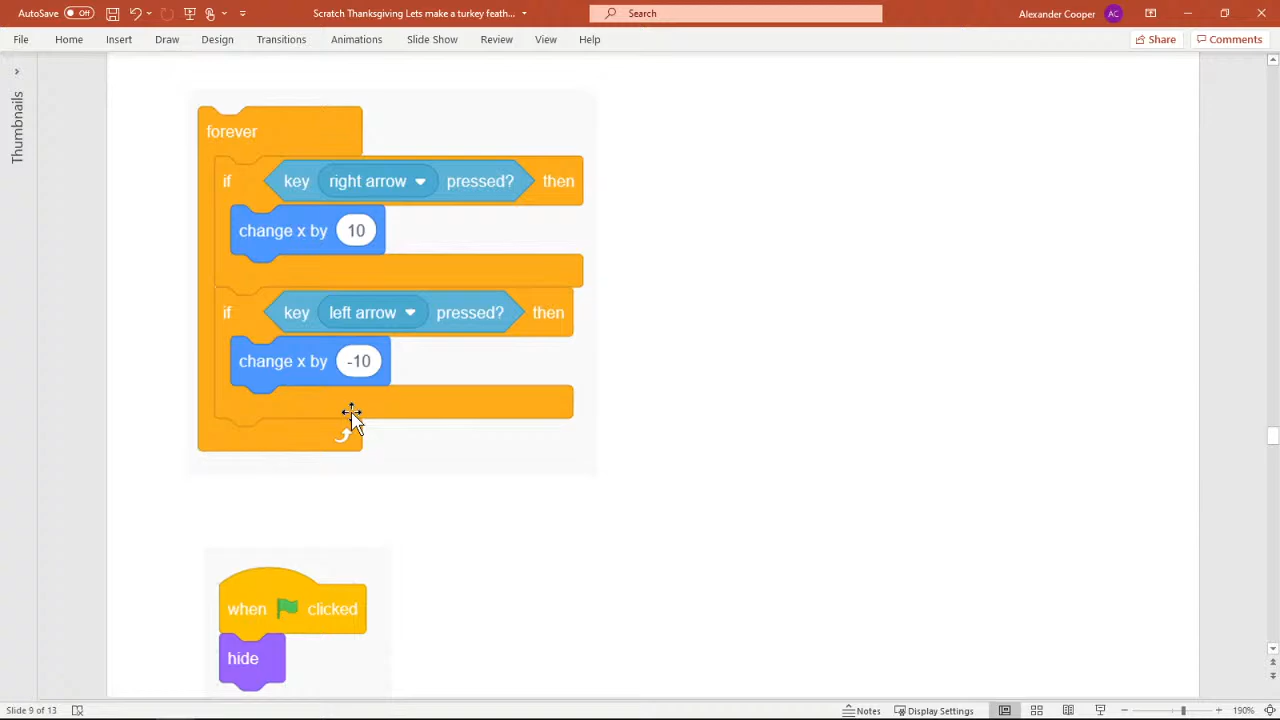 AutoSave Off Scratch Thanksgiving Lets make a turkey feath... Search Alexander Cooper AC
File Home Insert Draw Design Transitions Animations Slide Show Review View Help Share Comments
Thumbnails
forever
if key right arrow pressed? then
change x by 10
if key left arrow pressed? then
change x by -10
when clicked
hide
Slide 9 of 13 Notes Display Settings 190%